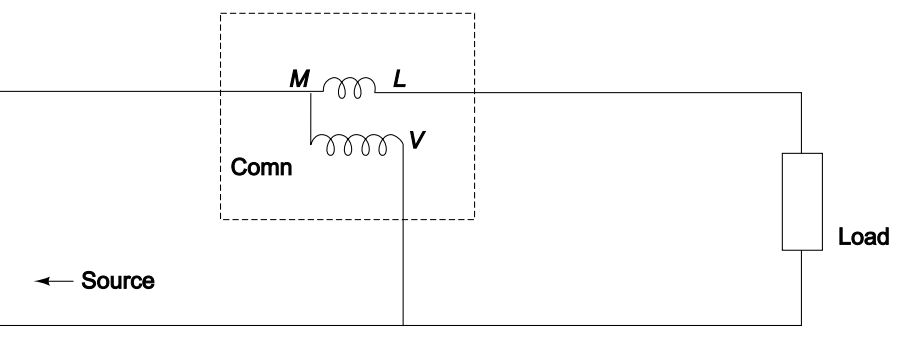 M L
V
Comn
Load
Source